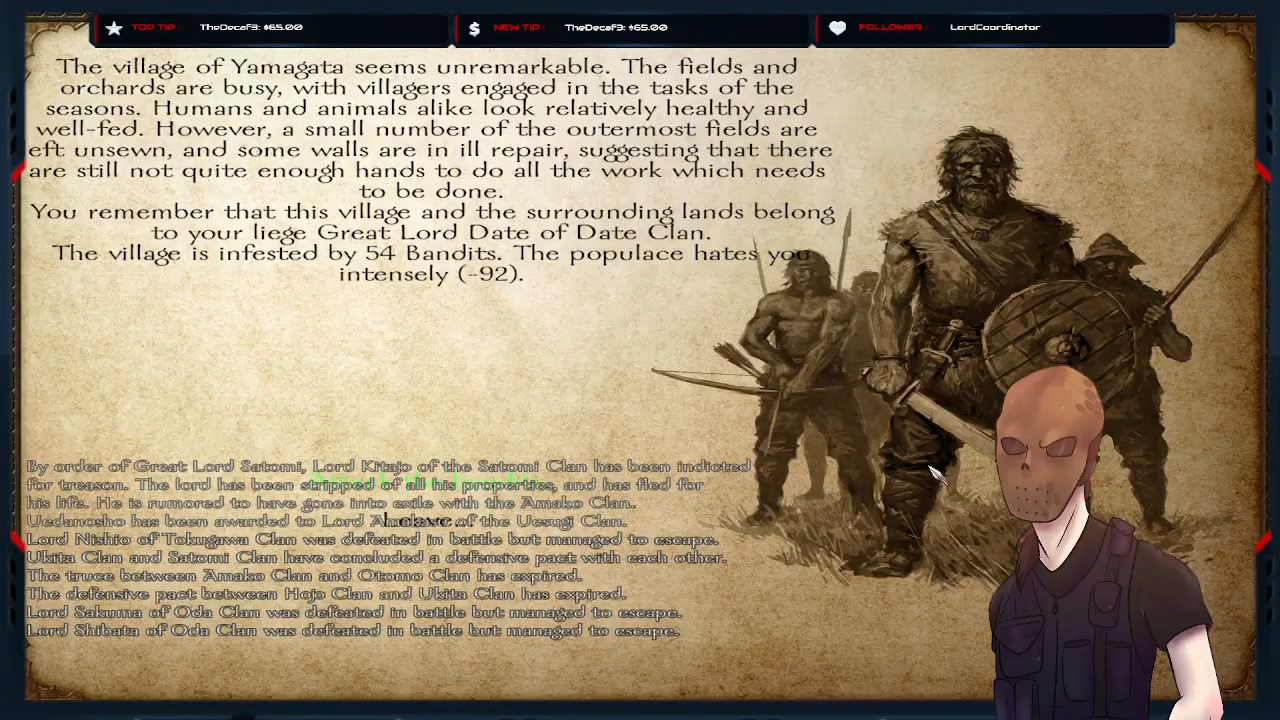 TOP TIP: TheDecaf3: $65.00
NEW TIP: TheDecaf3: $65.00
FOLLOWER: LordCoordinator
The village of Yamagata seems unremarkable. The fields and
orchards are busy, with villagers engaged in the tasks of the
seasons. Humans and animals alike look relatively healthy and
well-fed. However, a small number of the outermost fields are
eft unsewn, and some walls are in ill repair, suggesting that there
are still not quite enough hands to do all the work which needs
to be done.
You remember that this village and the surrounding lands belong
to your liege Great Lord Date of Date Clan.
The village is infested by 54 Bandits. The populace hates you
intensely (-92).
By order of Great Lord Satomi, Lord Kitajo of the Satomi Clan has been indicted
for treason. The lord has been stripped of all his properties, and has fled for
his life. He is rumored to have gone into exile with the Amako Clan.
Uedanosho has been awarded to Lord of the Uesugi Clan.
Leave.
Lord Nishio of Tokugawa Clan was defeated in battle but managed to escape.
Ukita Clan and Satomi Clan have concluded a defensive pact with each other.
The truce between Amako Clan and Otomo Clan has expired.
The defensive pact between Hojo Clan and Ukita Clan has expired.
Lord Sakuma of Oda Clan was defeated in battle but managed to escape.
Lord Shibata of Oda Clan was defeated in battle but managed to escape.